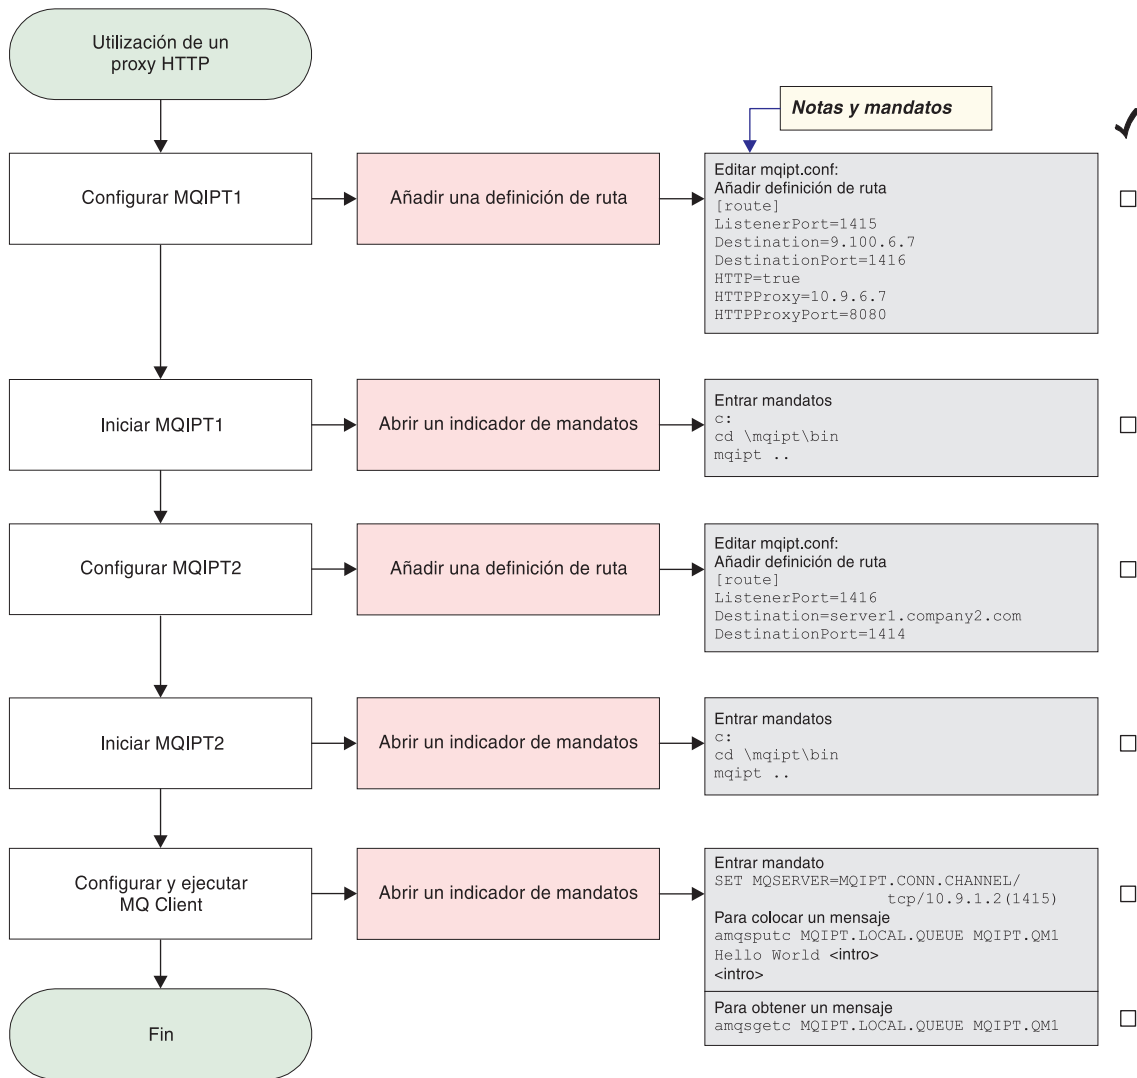 Utilización de un
proxy HTTP
Notas y mandatos
Configurar MQIPT1
Añadir una definición de ruta
Editar mqipt.conf:
Añadir definición de ruta
[route]
ListenerPort=1415
Destination=9.100.6.7
DestinationPort=1416
HTTP=true
HTTPProxy=10.9.6.7
HTTPProxyPort=8080
Iniciar MQIPT1
Abrir un indicador de mandatos
Entrar mandatos
c:
cd \mqipt\bin
mqipt ..
Configurar MQIPT2
Añadir una definición de ruta
Editar mqipt.conf:
Añadir definición de ruta
[route]
ListenerPort=1416
Destination=server1.company2.com
DestinationPort=1414
Iniciar MQIPT2
Abrir un indicador de mandatos
Entrar mandatos
c:
cd \mqipt\bin
mqipt ..
Configurar y ejecutar
MQ Client
Abrir un indicador de mandatos
Entrar mandato
SET MQSERVER=MQIPT.CONN.CHANNEL/
tcp/10.9.1.2(1415)
Para colocar un mensaje
amqsputc MQIPT.LOCAL.QUEUE MQIPT.QM1
Hello World <intro>
<intro>
Para obtener un mensaje
amqsgetc MQIPT.LOCAL.QUEUE MQIPT.QM1
Fin